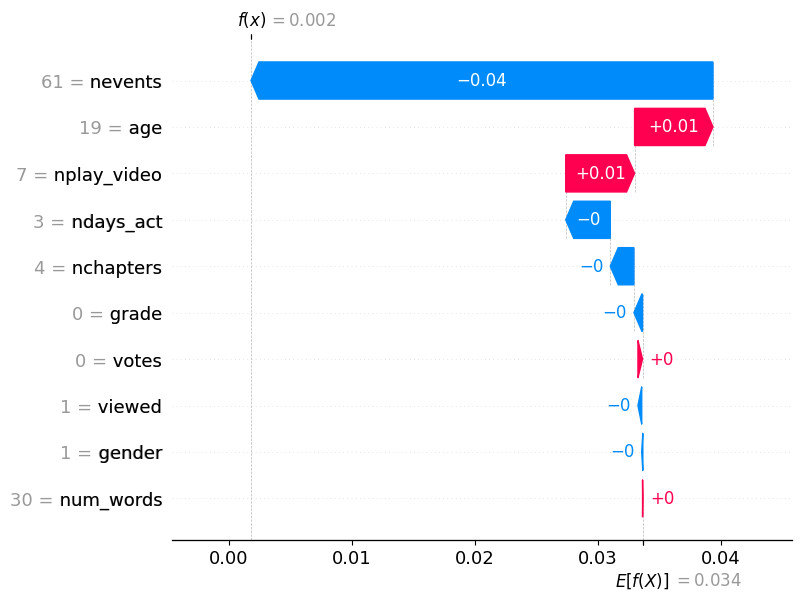 f(x) = 0.002
61 = nevents
−0.04
19 = age
+0.01
7 = nplay_video
+0.01
3 = ndays_act
−0
4 = nchapters
−0
0 = grade
−0
0 = votes
+0
1 = viewed
−0
1 = gender
−0
30 = num_words
+0
0.00 0.01 0.02 0.03 0.04
E[f(X)] = 0.034